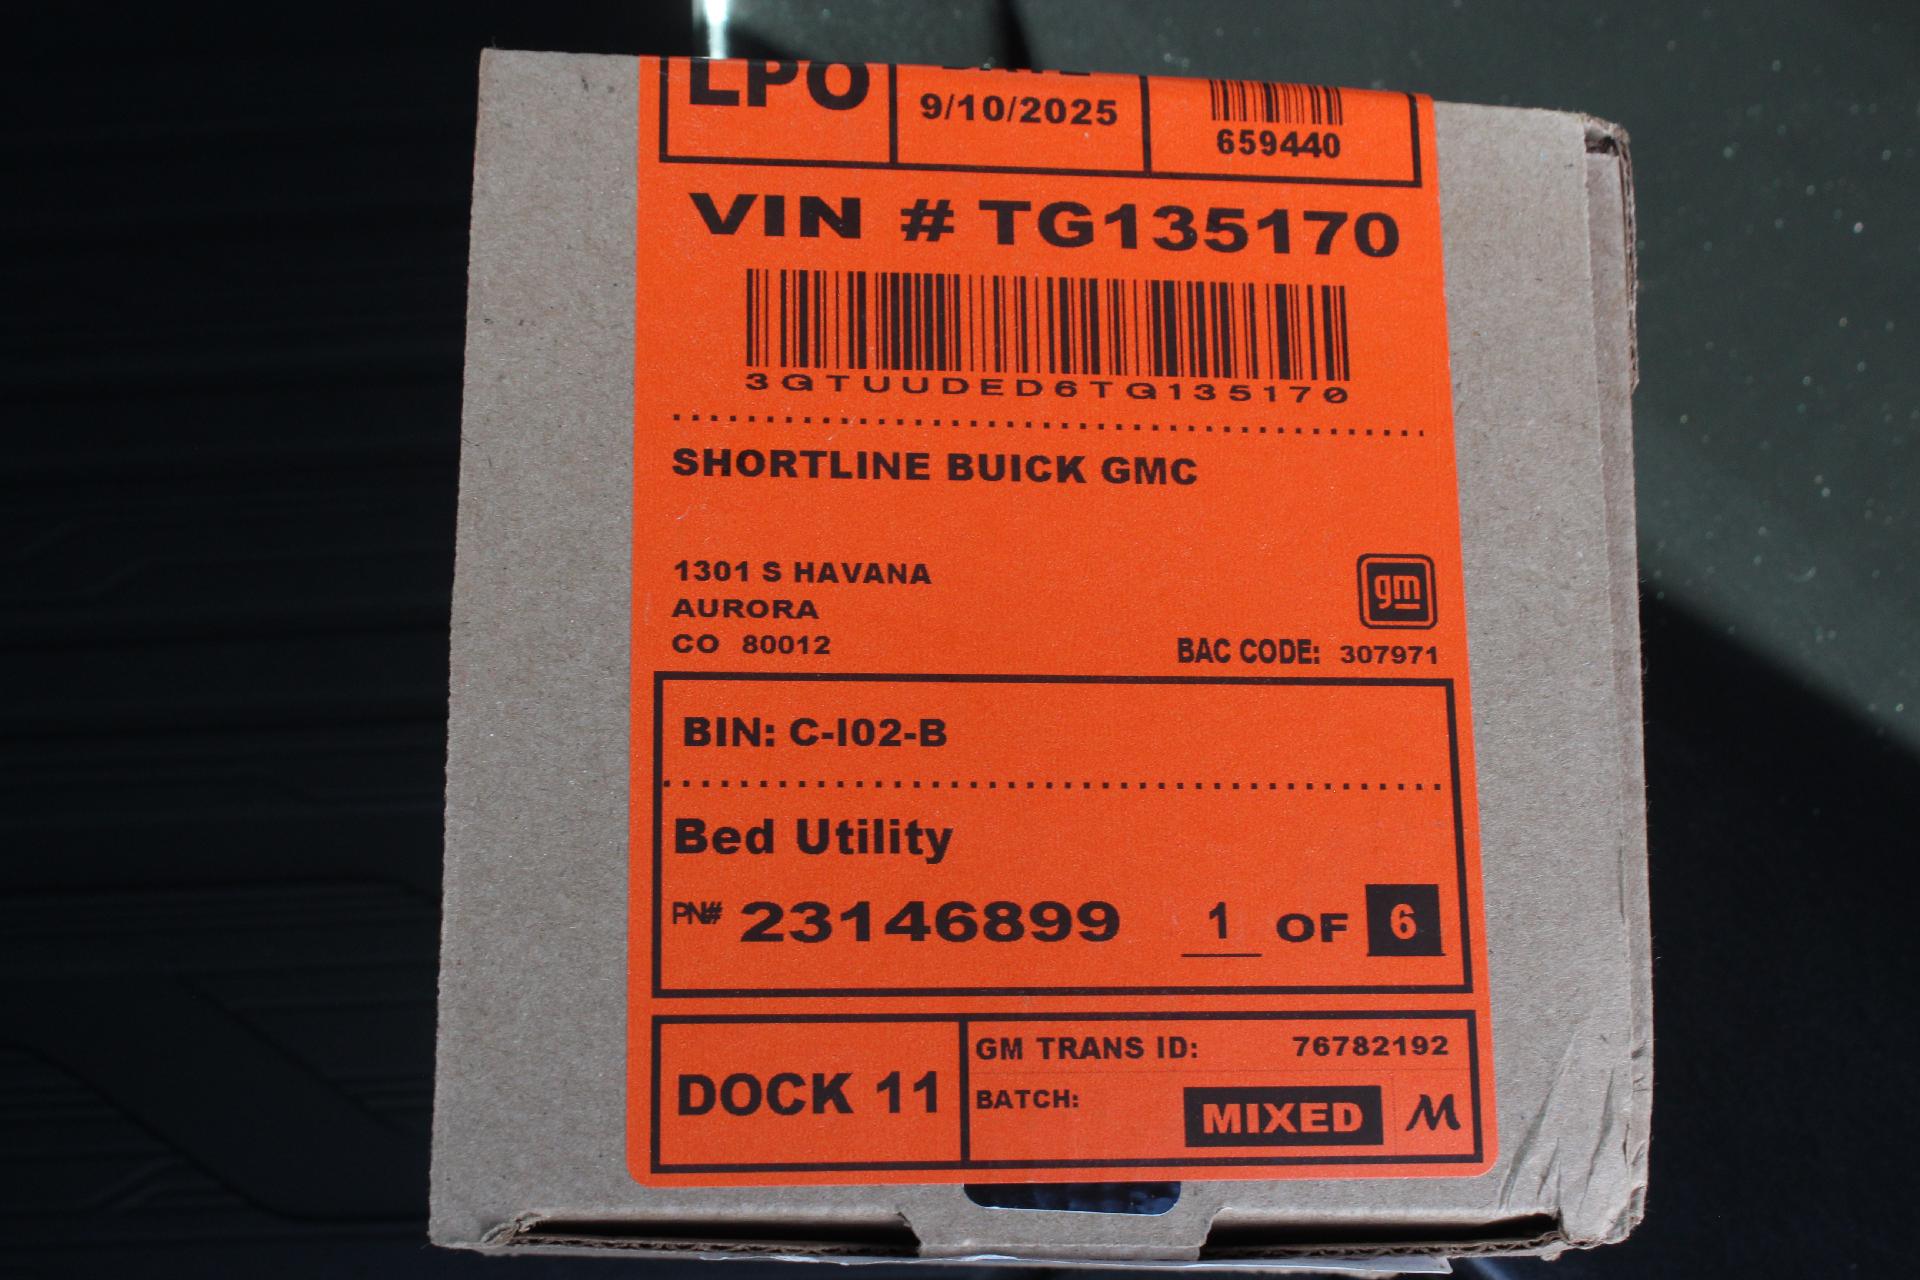 LPO
DATE
9/10/2025
659440
VIN # TG135170
3GTUUDED6TG135170
SHORTLINE BUICK GMC
1301 S HAVANA
AURORA
CO 80012
gm
BAC CODE: 307971
BIN: C-I02-B
Bed Utility
PN# 23146899 1 OF 6
DOCK 11
GM TRANS ID: 76782192
BATCH:
MIXED M